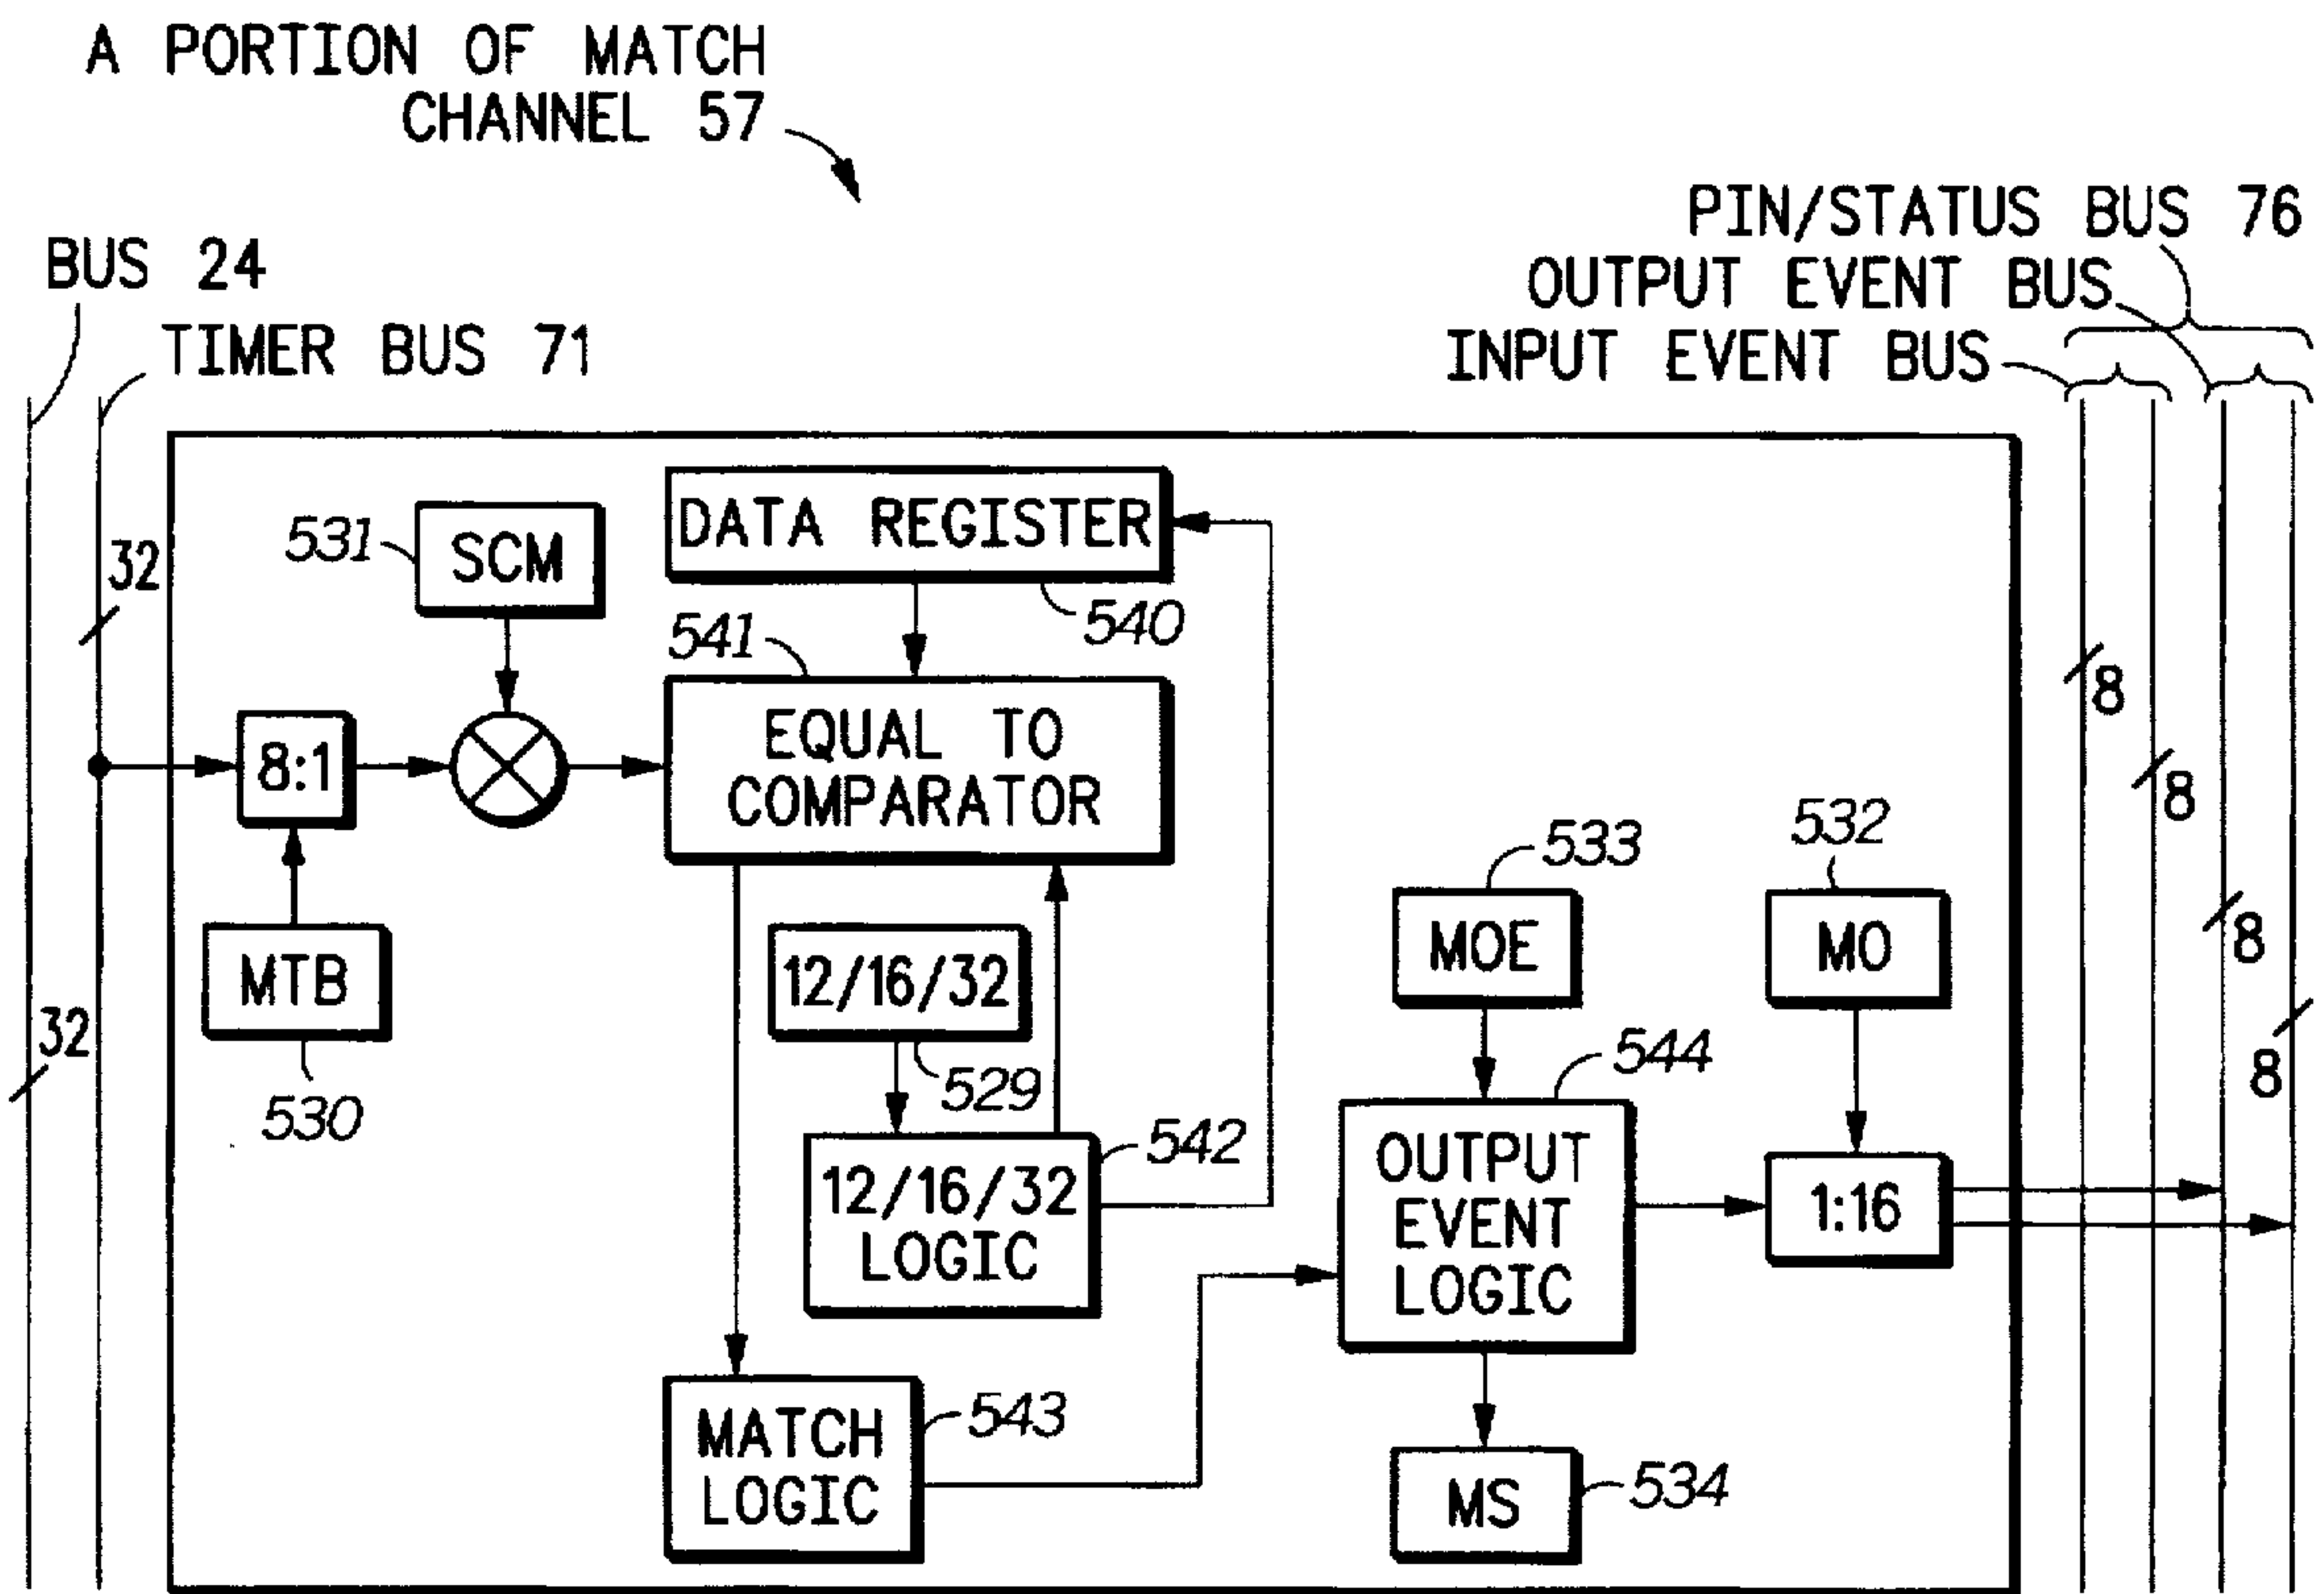 A PORTION OF MATCH
CHANNEL 57
PIN/STATUS BUS 76
BUS 24
OUTPUT EVENT BUS
TIMER BUS 71
INPUT EVENT BUS
32
531
SCM
DATA REGISTER
540
541
8
8:1
EQUAL TO
COMPARATOR
8
533
532
MTB
12/16/32
MOE
MO
8
32
530
529
544
8
542
12/16/32
LOGIC
OUTPUT
EVENT
LOGIC
1:16
543
MATCH
LOGIC
MS
534